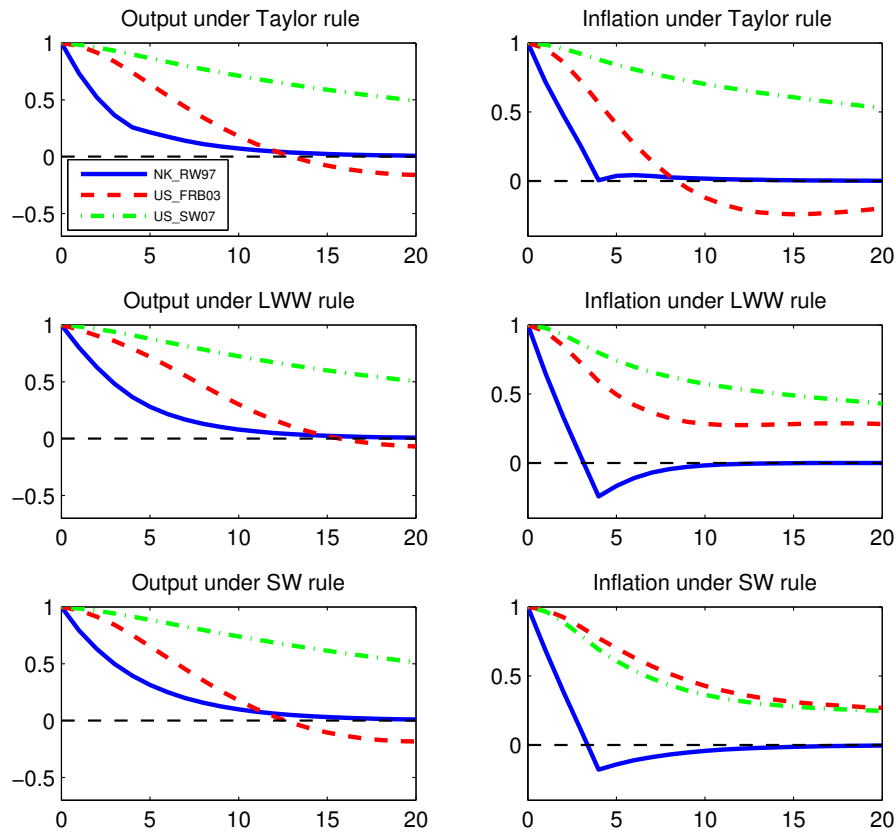 Output under Taylor rule
1
0.5
0
−0.5
NK_RW97
US_FRB03
US_SW07
0 5 10 15 20
Inflation under Taylor rule
1
0.5
0
0 5 10 15 20
Output under LWW rule
1
0.5
0
−0.5
0 5 10 15 20
Inflation under LWW rule
1
0.5
0
0 5 10 15 20
Output under SW rule
1
0.5
0
−0.5
0 5 10 15 20
Inflation under SW rule
1
0.5
0
0 5 10 15 20